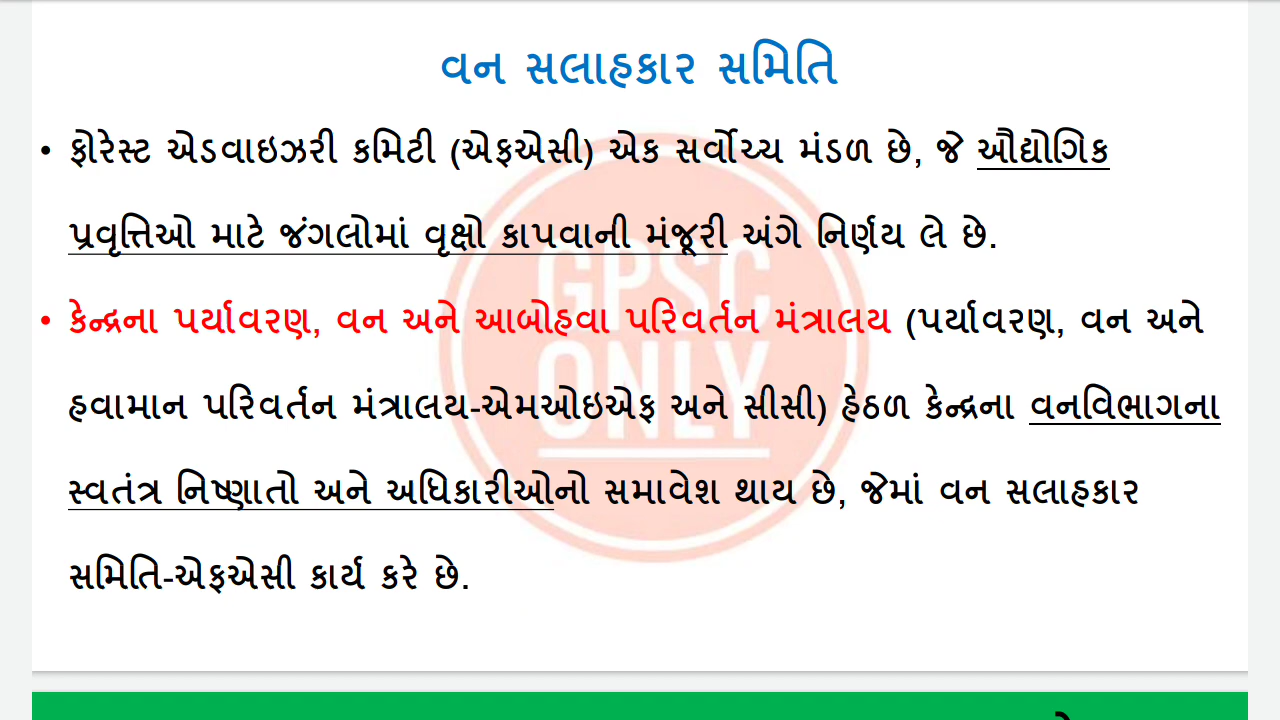 વન સલાહકાર સમિતિ
• ફોરેસ્ટ એડવાઇઝરી કમિટી (એફએસી) એક સર્વોચ્ચ મંડળ છે, જે ઔદ્યોગિક
પ્રવૃત્તિઓ માટે જંગલોમાં વૃક્ષો કાપવાની મંજૂરી અંગે નિર્ણય લે છે.
• કેન્દ્રના પર્યાવરણ, વન અને આબોહવા પરિવર્તન મંત્રાલય (પર્યાવરણ, વન અને
હવામાન પરિવર્તન મંત્રાલય-એમઓઇએફ અને સીસી) હેઠળ કેન્દ્રના વનવિભાગના
સ્વતંત્ર નિષ્ણાતો અને અધિકારીઓનો સમાવેશ થાય છે, જેમાં વન સલાહકાર
સમિતિ-એફએસી કાર્ય કરે છે.
GPSC
ONLY